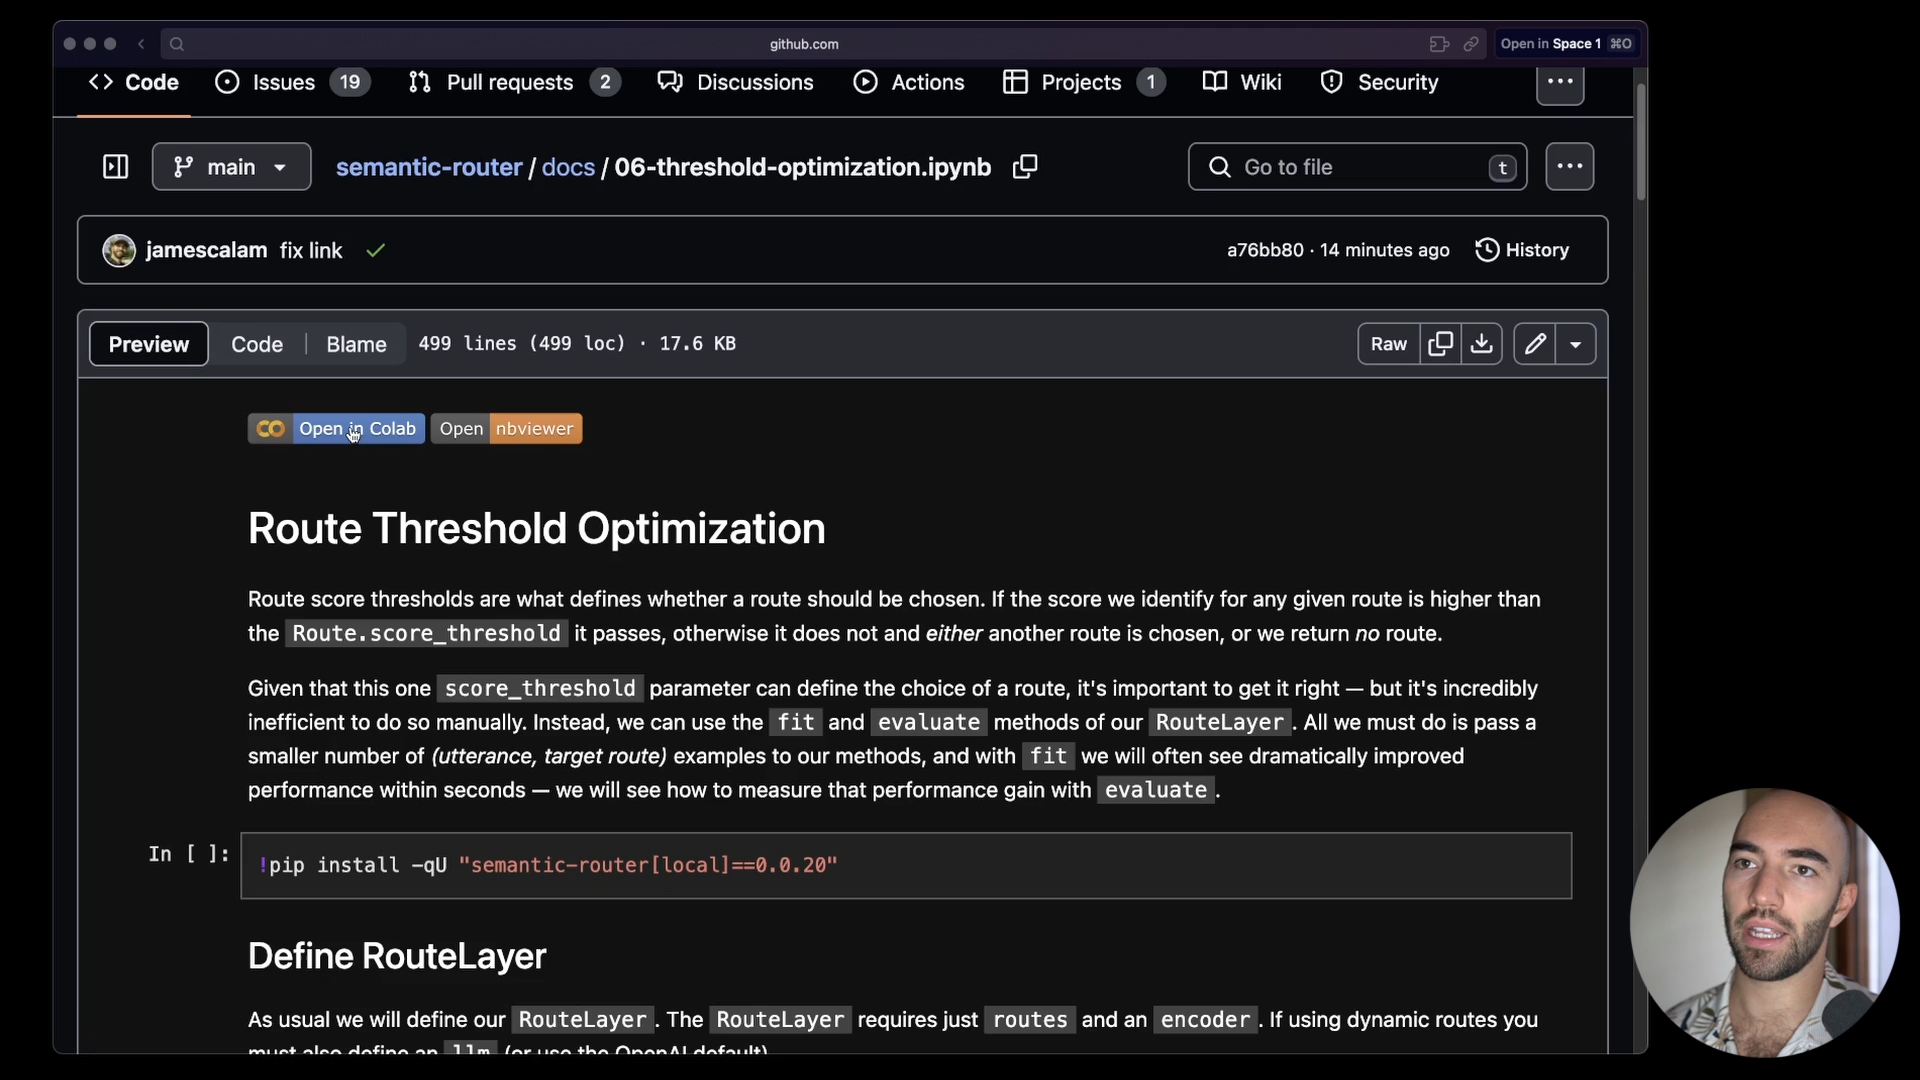 github.com
Open in Space 1 ⌘O
Code Issues 19 Pull requests 2 Discussions Actions Projects 1 Wiki Security ...
main semantic-router / docs / 06-threshold-optimization.ipynb Go to file t ...
jamescalam fix link a76bb80 · 14 minutes ago History
Preview Code Blame 499 lines (499 loc) · 17.6 KB Raw
Open in Colab Open nbviewer
Route Threshold Optimization
Route score thresholds are what defines whether a route should be chosen. If the score we identify for any given route is higher than
the Route.score_threshold it passes, otherwise it does not and either another route is chosen, or we return no route.
Given that this one score_threshold parameter can define the choice of a route, it's important to get it right — but it's incredibly
inefficient to do so manually. Instead, we can use the fit and evaluate methods of our RouteLayer. All we must do is pass a
smaller number of (utterance, target route) examples to our methods, and with fit we will often see dramatically improved
performance within seconds — we will see how to measure that performance gain with evaluate.
In [ ]: !pip install -qU "semantic-router[local]==0.0.20"
Define RouteLayer
As usual we will define our RouteLayer. The RouteLayer requires just routes and an encoder. If using dynamic routes you
must also define an llm (or use the OpenAI default)